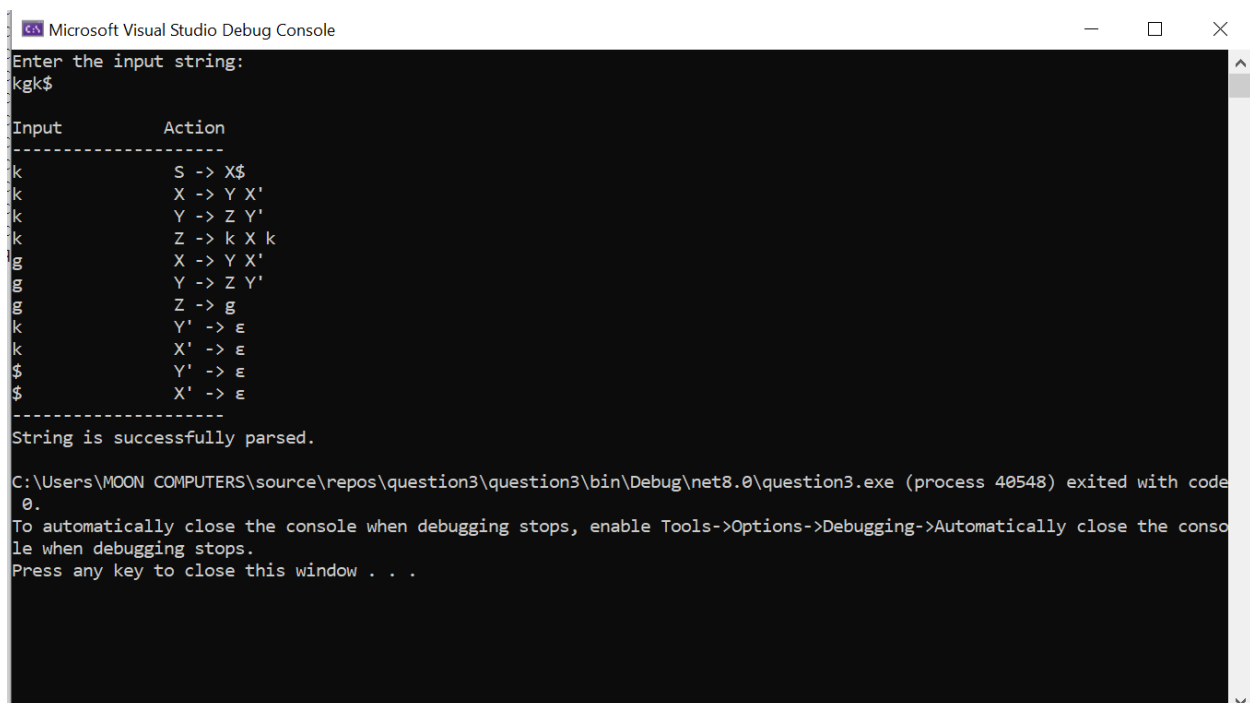 Microsoft Visual Studio Debug Console
Enter the input string:
kgk$
Input          Action
---------------------
k               S -> X$
k               X -> Y X'
k               Y -> Z Y'
k               Z -> k X k
g               X -> Y X'
g               Y -> Z Y'
g               Z -> g
k               Y' -> ε
k               X' -> ε
$               Y' -> ε
$               X' -> ε
---------------------
String is successfully parsed.
C:\Users\MOON COMPUTERS\source\repos\question3\question3\bin\Debug\net8.0\question3.exe (process 40548) exited with code
 0.
To automatically close the console when debugging stops, enable Tools->Options->Debugging->Automatically close the conso
le when debugging stops.
Press any key to close this window . . .